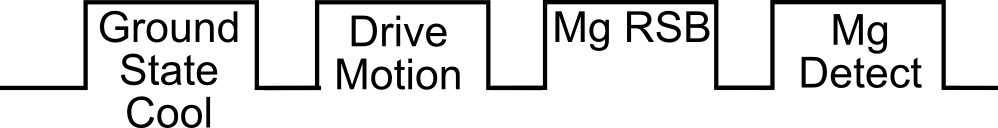 Ground
State
Cool
Drive
Motion
Mg RSB
Mg
Detect